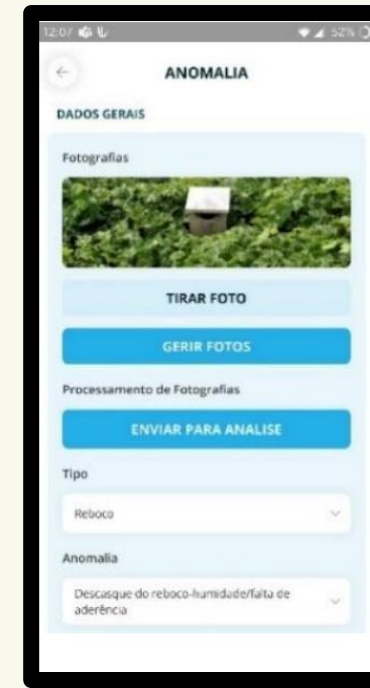 12:07
52%
ANOMALIA
DADOS GERAIS
Fotografias
TIRAR FOTO
GERIR FOTOS
Processamento de Fotografias
ENVIAR PARA ANALISE
Tipo
Reboco
Anomalia
Descasque do reboco-humidade/falta de
aderência